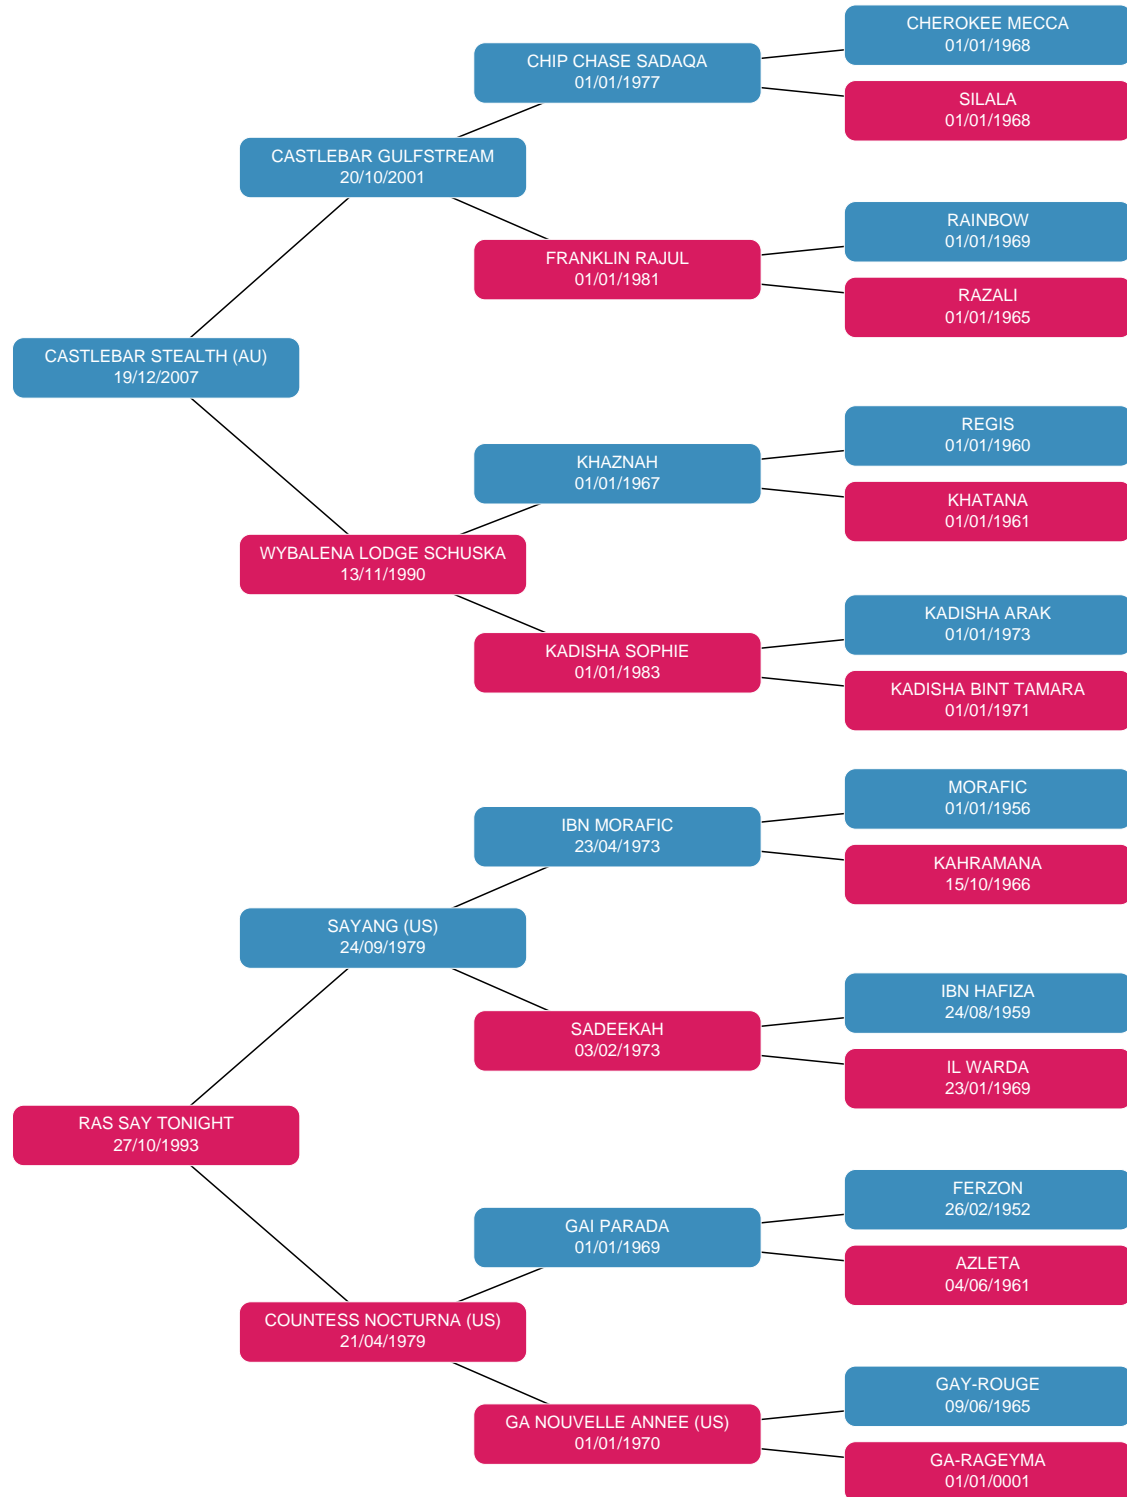 CHEROKEE MECCA
01/01/1968
CHIP CHASE SADAQA
01/01/1977
SILALA
01/01/1968
CASTLEBAR GULFSTREAM
20/10/2001
RAINBOW
01/01/1969
FRANKLIN RAJUL
01/01/1981
RAZALI
01/01/1965
CASTLEBAR STEALTH (AU)
19/12/2007
REGIS
01/01/1960
KHAZNAH
01/01/1967
KHATANA
01/01/1961
WYBALENA LODGE SCHUSKA
13/11/1990
KADISHA ARAK
01/01/1973
KADISHA SOPHIE
01/01/1983
KADISHA BINT TAMARA
01/01/1971
MORAFIC
01/01/1956
IBN MORAFIC
23/04/1973
KAHRAMANA
15/10/1966
SAYANG (US)
24/09/1979
IBN HAFIZA
24/08/1959
SADEEKAH
03/02/1973
IL WARDA
23/01/1969
RAS SAY TONIGHT
27/10/1993
FERZON
26/02/1952
GAI PARADA
01/01/1969
AZLETA
04/06/1961
COUNTESS NOCTURNA (US)
21/04/1979
GAY-ROUGE
09/06/1965
GA NOUVELLE ANNEE (US)
01/01/1970
GA-RAGEYMA
01/01/0001